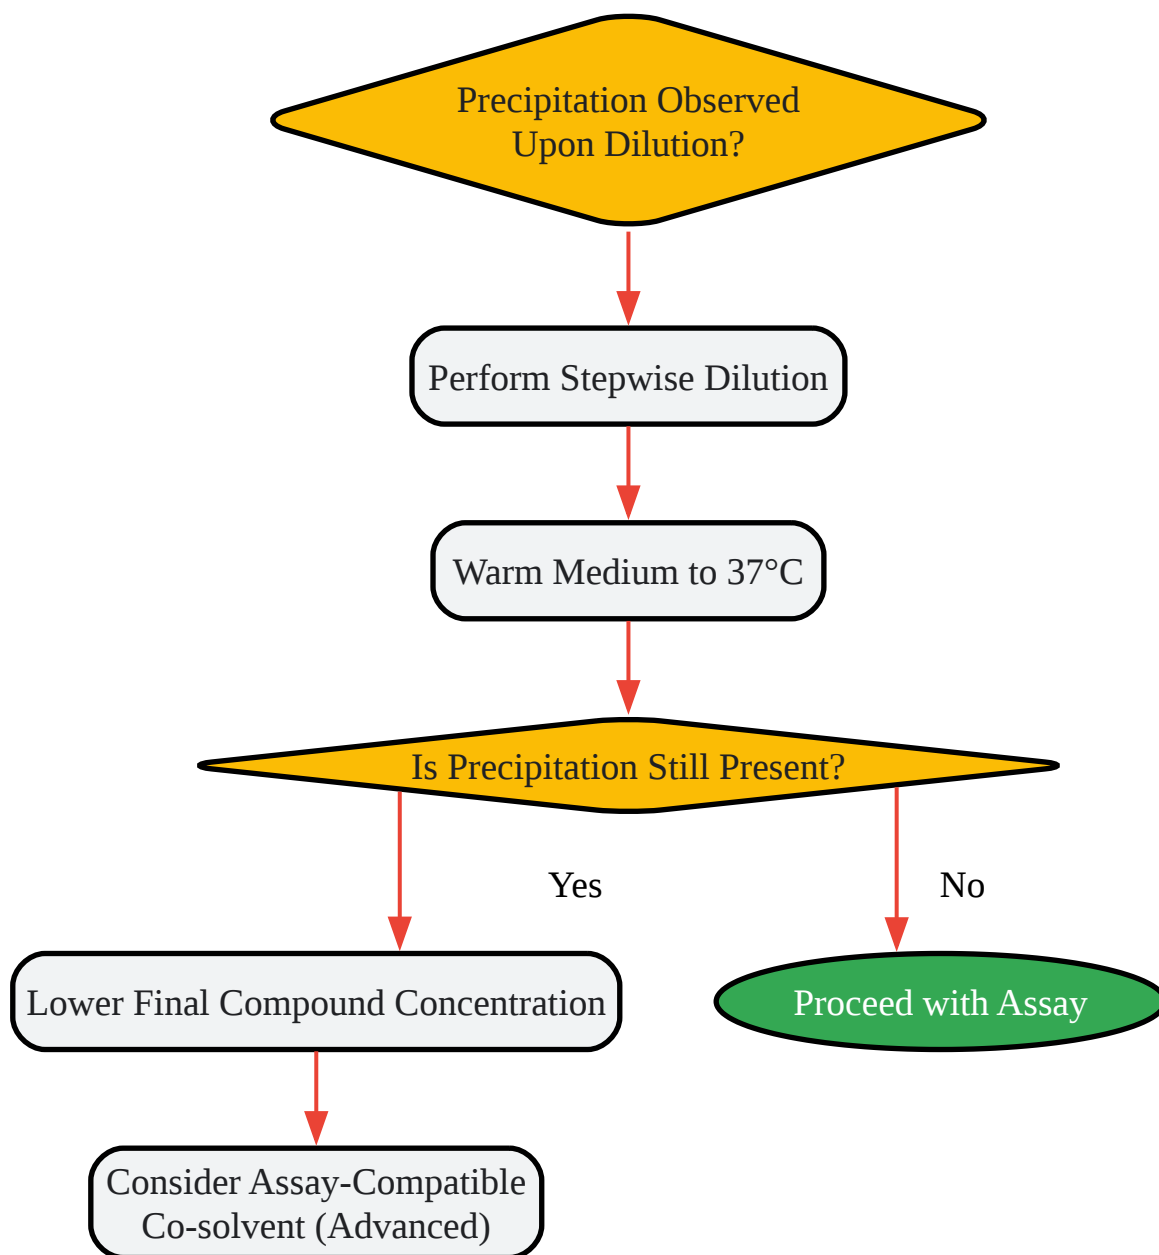 Precipitation Observed
Upon Dilution?
Perform Stepwise Dilution
Warm Medium to 37°C
Is Precipitation Still Present?
Yes
No
Lower Final Compound Concentration
Proceed with Assay
Consider Assay-Compatible
Co-solvent (Advanced)